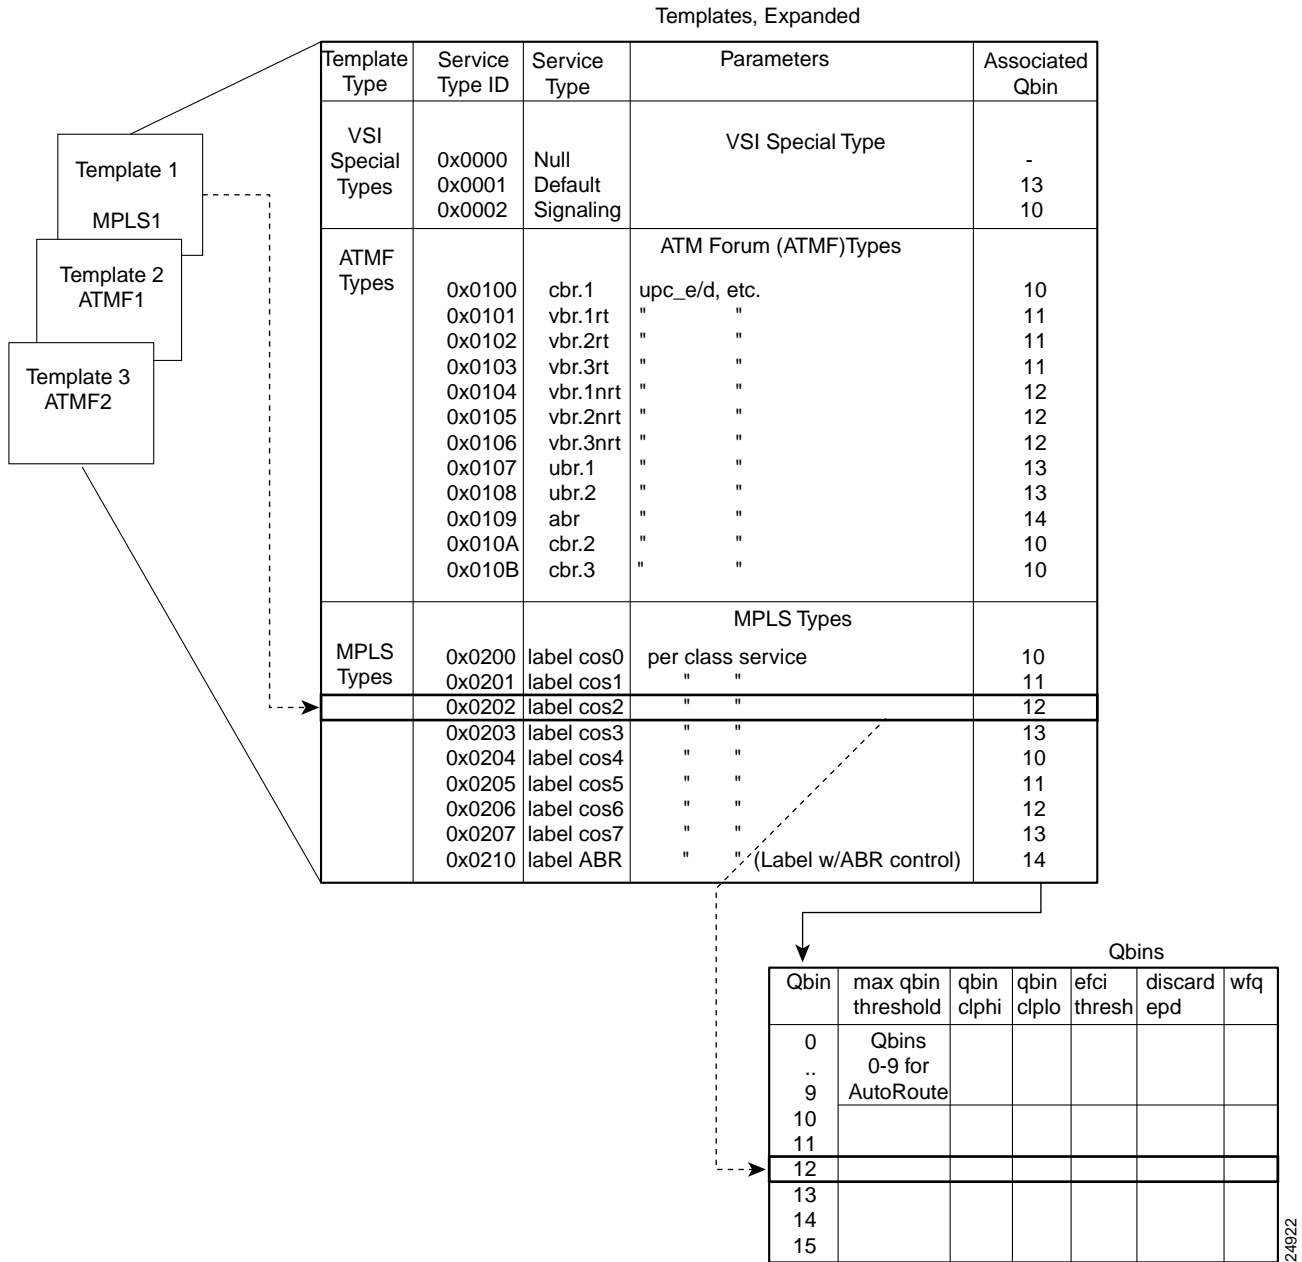 Templates, Expanded
Template Type Service Type ID Service Type Parameters Associated Qbin
Template 1
MPLS1
Template 2
ATMF1
Template 3
ATMF2
VSI Special Types
VSI Special Type
0x0000 Null -
0x0001 Default 13
0x0002 Signaling 10
ATMF Types
ATM Forum (ATMF)Types
0x0100 cbr.1 upc_e/d, etc. 10
0x0101 vbr.1rt " " 11
0x0102 vbr.2rt " " 11
0x0103 vbr.3rt " " 11
0x0104 vbr.1nrt " " 12
0x0105 vbr.2nrt " " 12
0x0106 vbr.3nrt " " 12
0x0107 ubr.1 " " 13
0x0108 ubr.2 " " 13
0x0109 abr " " 14
0x010A cbr.2 " " 10
0x010B cbr.3 " " 10
MPLS Types
MPLS Types
0x0200 label cos0 per class service 10
0x0201 label cos1 " " 11
0x0202 label cos2 " " 12
0x0203 label cos3 " " 13
0x0204 label cos4 " " 10
0x0205 label cos5 " " 11
0x0206 label cos6 " " 12
0x0207 label cos7 " " 13
0x0210 label ABR " " (Label w/ABR control) 14
Qbins
Qbin max qbin threshold qbin clphi qbin clplo efci thresh discard epd wfq
0 Qbins
.. 0-9 for
9 AutoRoute
10
11
12
13
14
15
24922